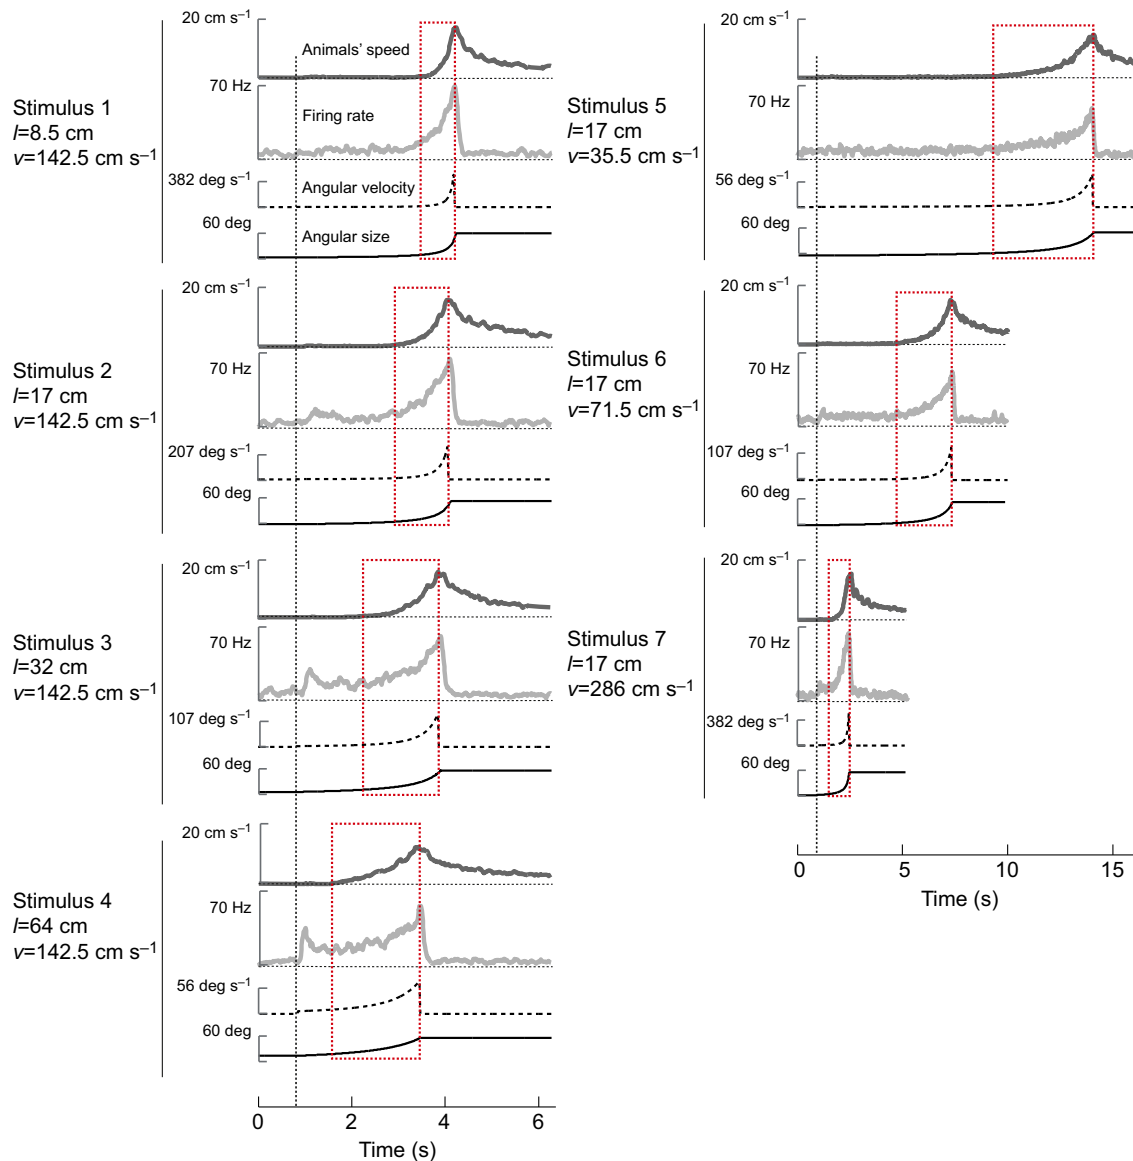 Stimulus 1
l=8.5 cm
v=142.5 cm s⁻¹
20 cm s⁻¹
Animals' speed
70 Hz
Firing rate
382 deg s⁻¹
Angular velocity
60 deg
Angular size
Stimulus 2
l=17 cm
v=142.5 cm s⁻¹
20 cm s⁻¹
70 Hz
207 deg s⁻¹
60 deg
Stimulus 3
l=32 cm
v=142.5 cm s⁻¹
20 cm s⁻¹
70 Hz
107 deg s⁻¹
60 deg
Stimulus 4
l=64 cm
v=142.5 cm s⁻¹
20 cm s⁻¹
70 Hz
56 deg s⁻¹
60 deg
0 2 4 6
Time (s)
Stimulus 5
l=17 cm
v=35.5 cm s⁻¹
20 cm s⁻¹
70 Hz
56 deg s⁻¹
60 deg
Stimulus 6
l=17 cm
v=71.5 cm s⁻¹
20 cm s⁻¹
70 Hz
107 deg s⁻¹
60 deg
Stimulus 7
l=17 cm
v=286 cm s⁻¹
20 cm s⁻¹
70 Hz
382 deg s⁻¹
60 deg
0 5 10 15
Time (s)